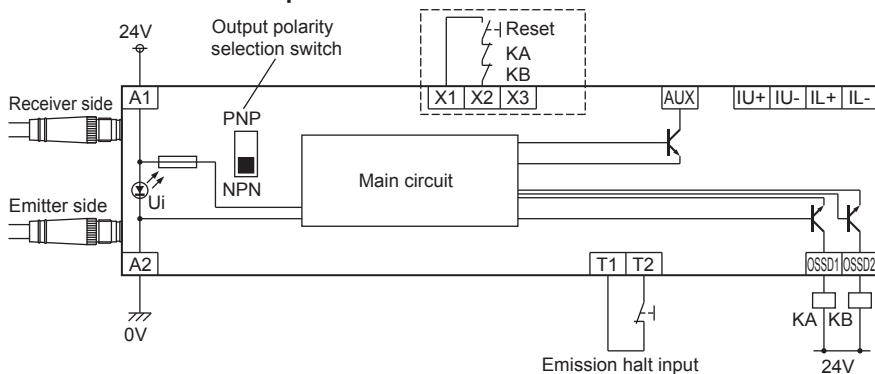 24V
Output polarity
selection switch
Reset
KA
KB
Receiver side
A1
X1 X2 X3
AUX
IU+ IU- IL+ IL-
PNP
NPN
Ui
Main circuit
Emitter side
A2
T1 T2
OSSD1 OSSD2
0V
KA KB
Emission halt input
24V